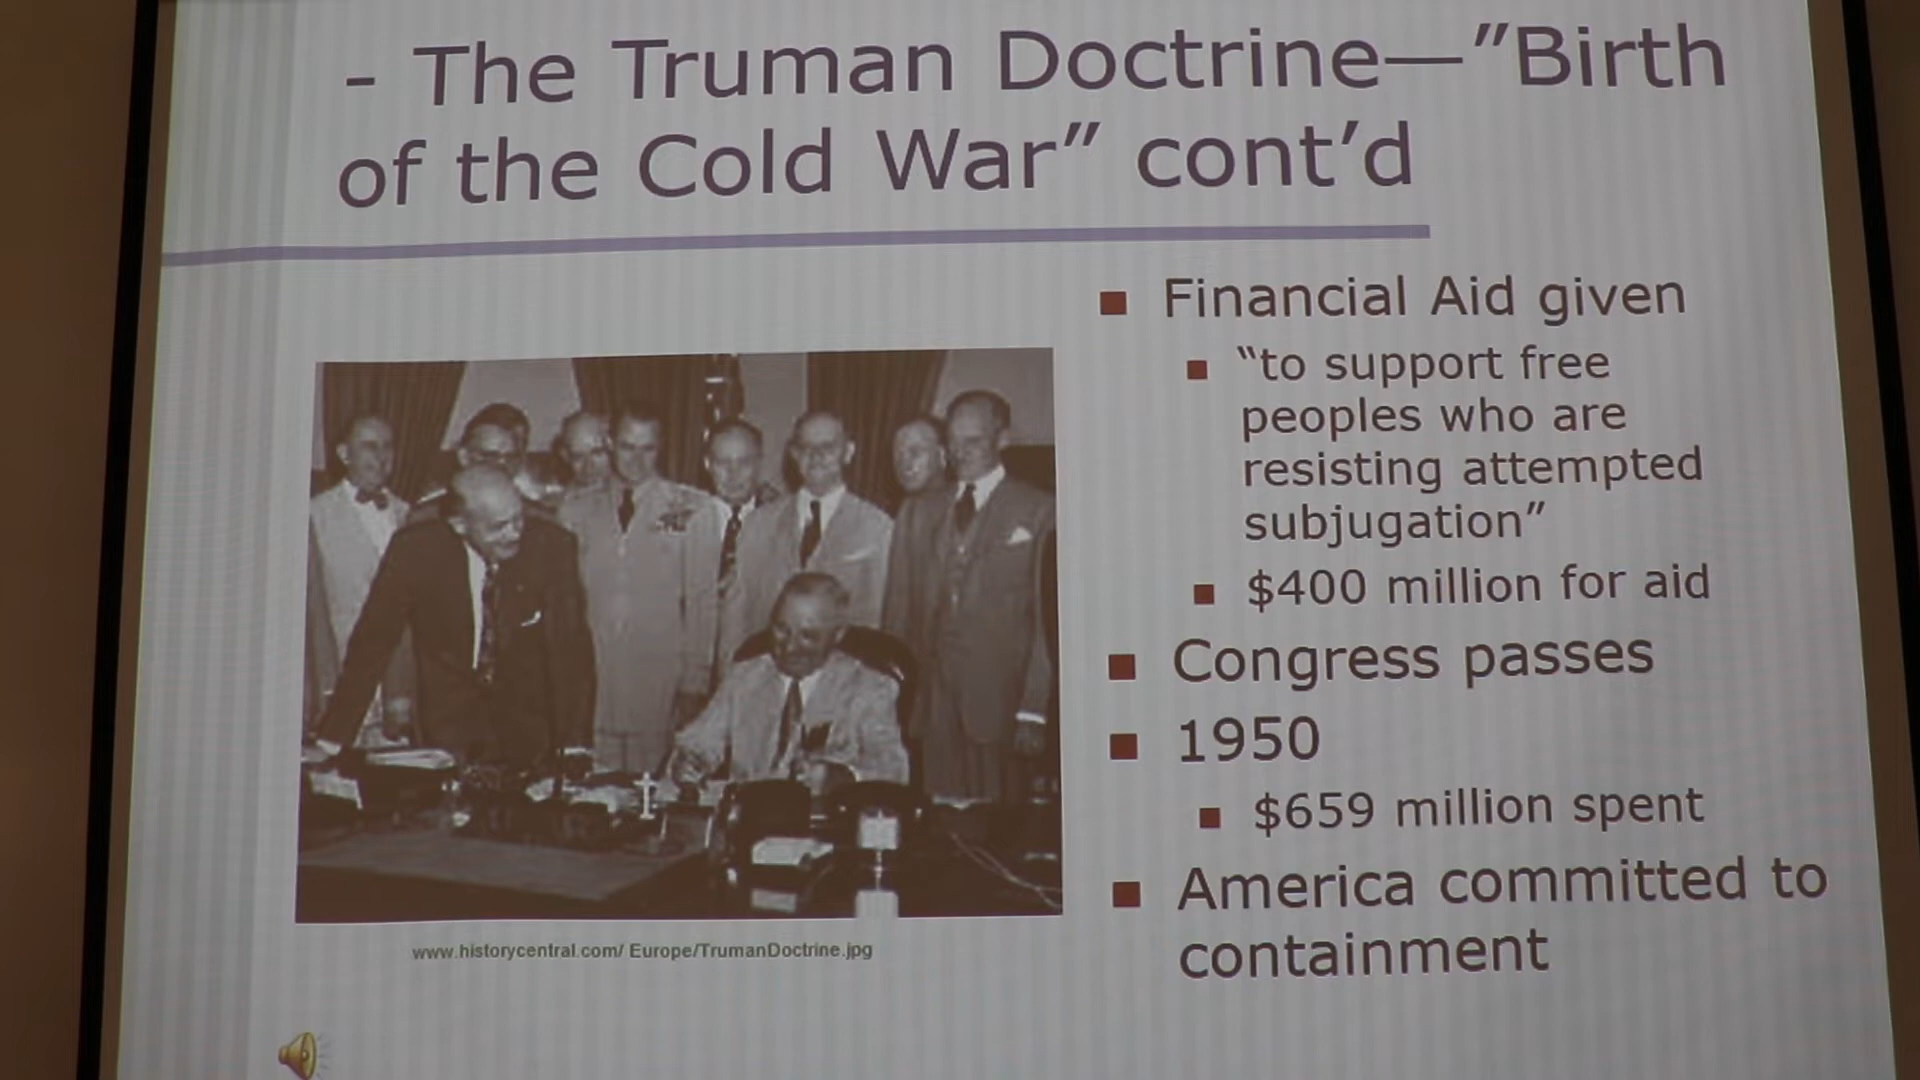 - The Truman Doctrine—”Birth
of the Cold War” cont’d
Financial Aid given
“to support free
peoples who are
resisting attempted
subjugation”
$400 million for aid
Congress passes
1950
$659 million spent
America committed to
containment
www.historycentral.com/ Europe/TrumanDoctrine.jpg